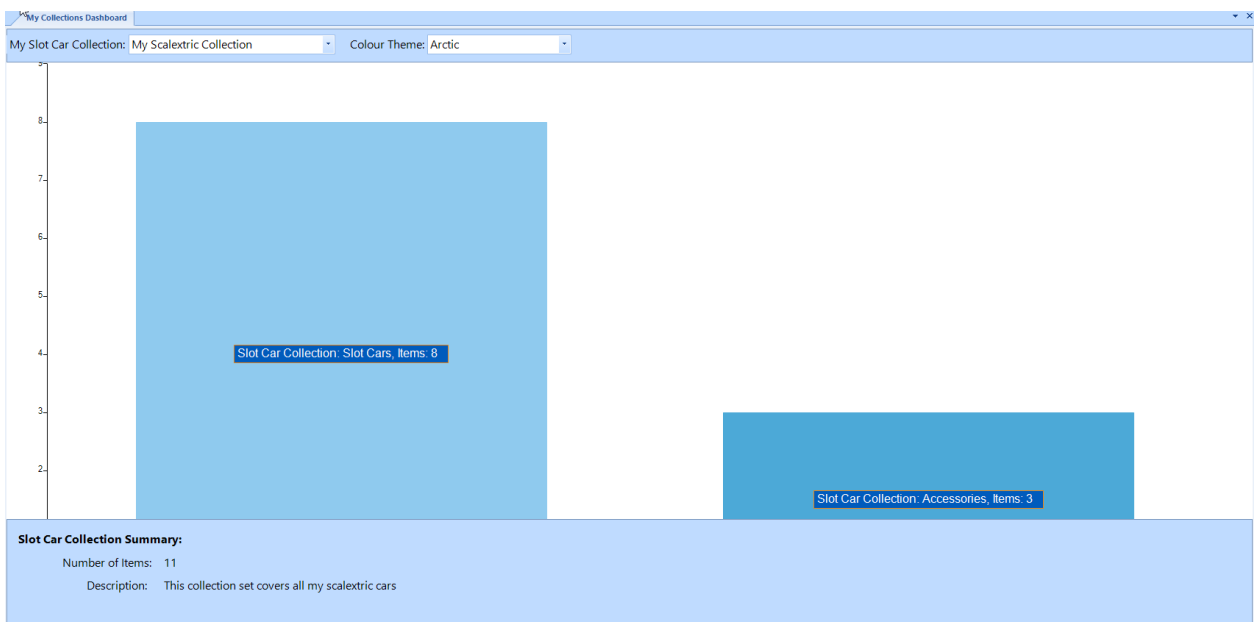 My Collections Dashboard
My Slot Car Collection: My Scalextric Collection Colour Theme: Arctic
9
8
7
6
5
4
3
2
Slot Car Collection: Slot Cars, Items: 8
Slot Car Collection: Accessories, Items: 3
Slot Car Collection Summary:
Number of Items: 11
Description: This collection set covers all my scalextric cars